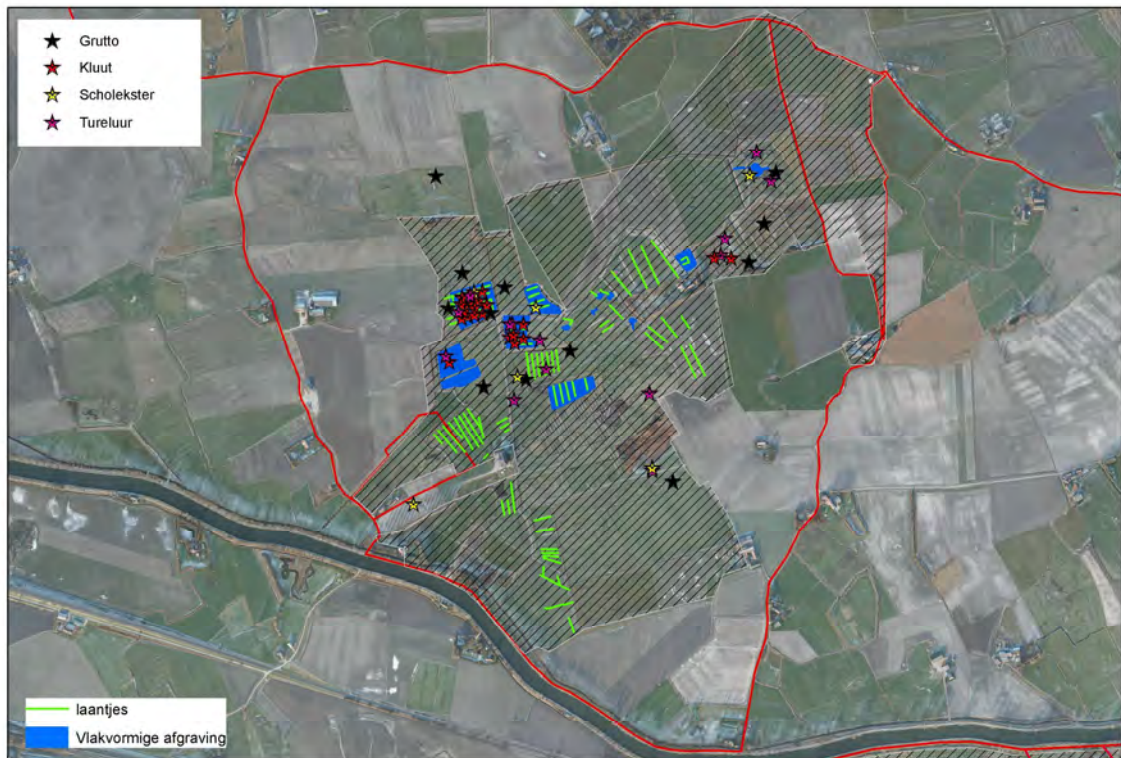 Grutto
Kluut
Scholekster
Tureluur
laantjes
Vlakvormige afgraving